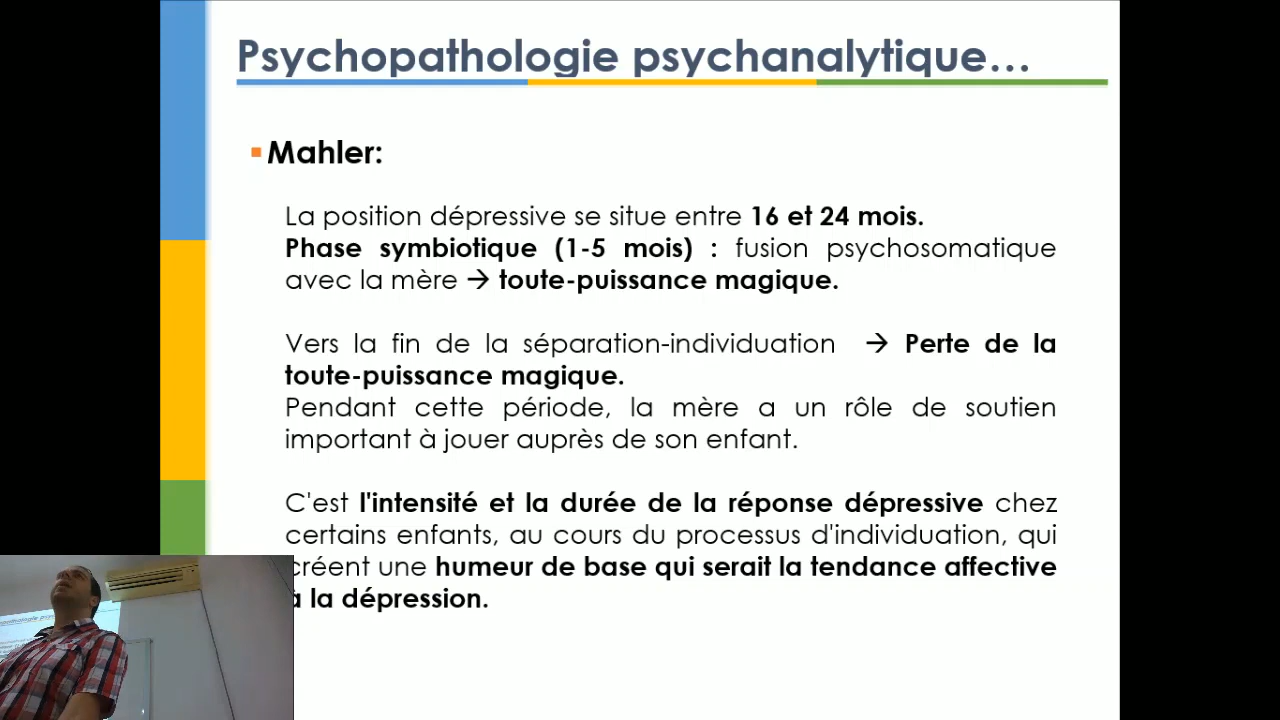 Psychopathologie psychanalytique…
Mahler:
La position dépressive se situe entre 16 et 24 mois.
Phase symbiotique (1-5 mois) : fusion psychosomatique
avec la mère → toute-puissance magique.
Vers la fin de la séparation-individuation → Perte de la
toute-puissance magique.
Pendant cette période, la mère a un rôle de soutien
important à jouer auprès de son enfant.
C'est l'intensité et la durée de la réponse dépressive chez
certains enfants, au cours du processus d'individuation, qui
créent une humeur de base qui serait la tendance affective
à la dépression.